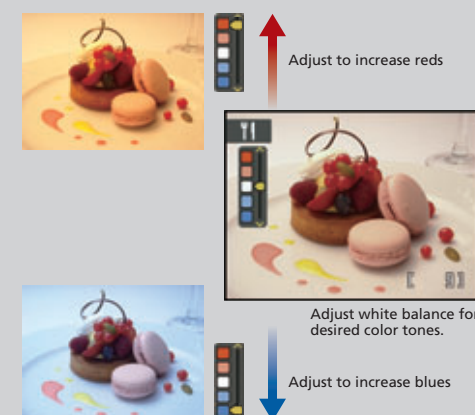 Adjust to increase reds
Adjust white balance for
desired color tones.
Adjust to increase blues